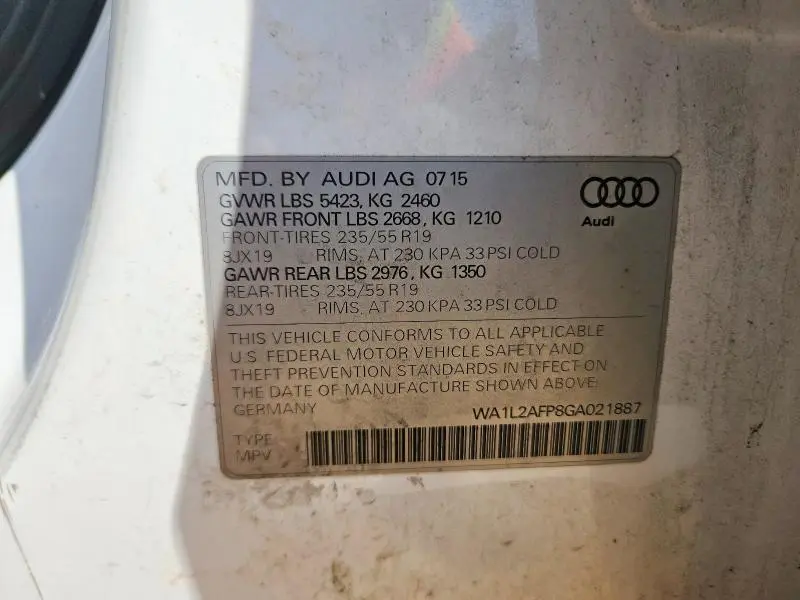 MFD. BY AUDI AG 07 15
GVWR LBS 5423, KG 2460
GAWR FRONT LBS 2668, KG 1210
FRONT-TIRES 235/55 R19
8JX19 RIMS, AT 230 KPA 33 PSI COLD
GAWR REAR LBS 2976, KG 1350
REAR-TIRES 235/55 R19
8JX19 RIMS, AT 230 KPA 33 PSI COLD
Audi
THIS VEHICLE CONFORMS TO ALL APPLICABLE
U.S. FEDERAL MOTOR VEHICLE SAFETY AND
THEFT PREVENTION STANDARDS IN EFFECT ON
THE DATE OF MANUFACTURE SHOWN ABOVE:
GERMANY WA1L2AFP8GA021887
TYPE
MPV